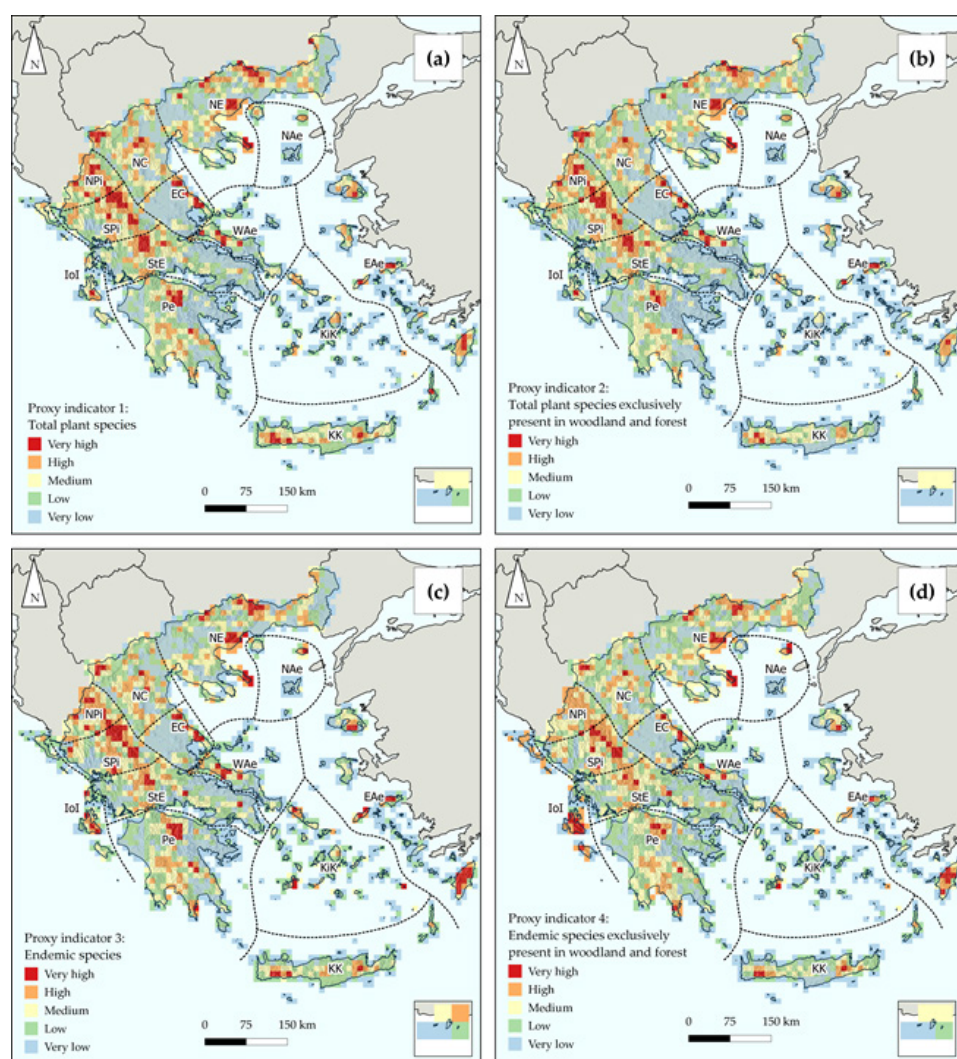 (a)
N
NE
NAe
NC
NPi
EC
SPi
WAe
StE
IoI
EAe
Pe
KiK
KK
Proxy indicator 1:
Total plant species
Very high
High
Medium
Low
Very low
0 75 150 km
(b)
N
NE
NAe
NC
NPi
EC
SPi
WAe
StE
IoI
EAe
Pe
KiK
KK
Proxy indicator 2:
Total plant species exclusively
present in woodland and forest
Very high
High
Medium
Low
Very low
0 75 150 km
(c)
N
NE
NAe
NC
NPi
EC
SPi
WAe
StE
IoI
EAe
Pe
KiK
KK
Proxy indicator 3:
Endemic species
Very high
High
Medium
Low
Very low
0 75 150 km
(d)
N
NE
NAe
NC
NPi
EC
SPi
WAe
StE
IoI
EAe
Pe
KiK
KK
Proxy indicator 4:
Endemic species exclusively
present in woodland and forest
Very high
High
Medium
Low
Very low
0 75 150 km